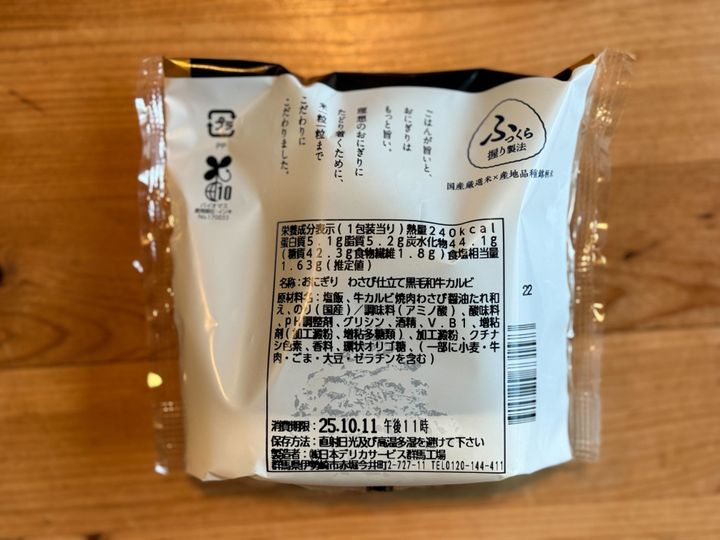 ごはんが旨いと、
おにぎりは
もっと旨い。
理想のおにぎりに
たどり着くために、
米粒一粒まで
こだわりに
こだわりました。
ふっくら
握り製法
国産厳選米×産地品種銘柄米
プラ
PP
10
バイオマス
No.170033
栄養成分表示(1包装当り)熱量240kcal
蛋白質5.1g脂質5.2g炭水化物44.1g
(糖質42.3g食物繊維1.8g)食塩相当量
1.63g(推定値)
名称:おにぎり わさび仕立て黒毛和牛カルビ
原材料名:塩飯、牛カルビ焼肉わさび醤油たれ和
え、のり(国産)/調味料(アミノ酸)、酸味料
、pH調整剤、グリシン、酒精、V.B1、増粘
剤(加工澱粉、増粘多糖類)、加工澱粉、クチナ
シ色素、香料、環状オリゴ糖、(一部に小麦・牛
肉・ごま・大豆・ゼラチンを含む)
22
消費期限:25.10.11 午後11時
保存方法:直射日光及び高温多湿を避けて下さい
製造者:㈱日本デリカサービス群馬工場
群馬県伊勢崎市赤堀今井町2-727-11 TEL0120-144-411